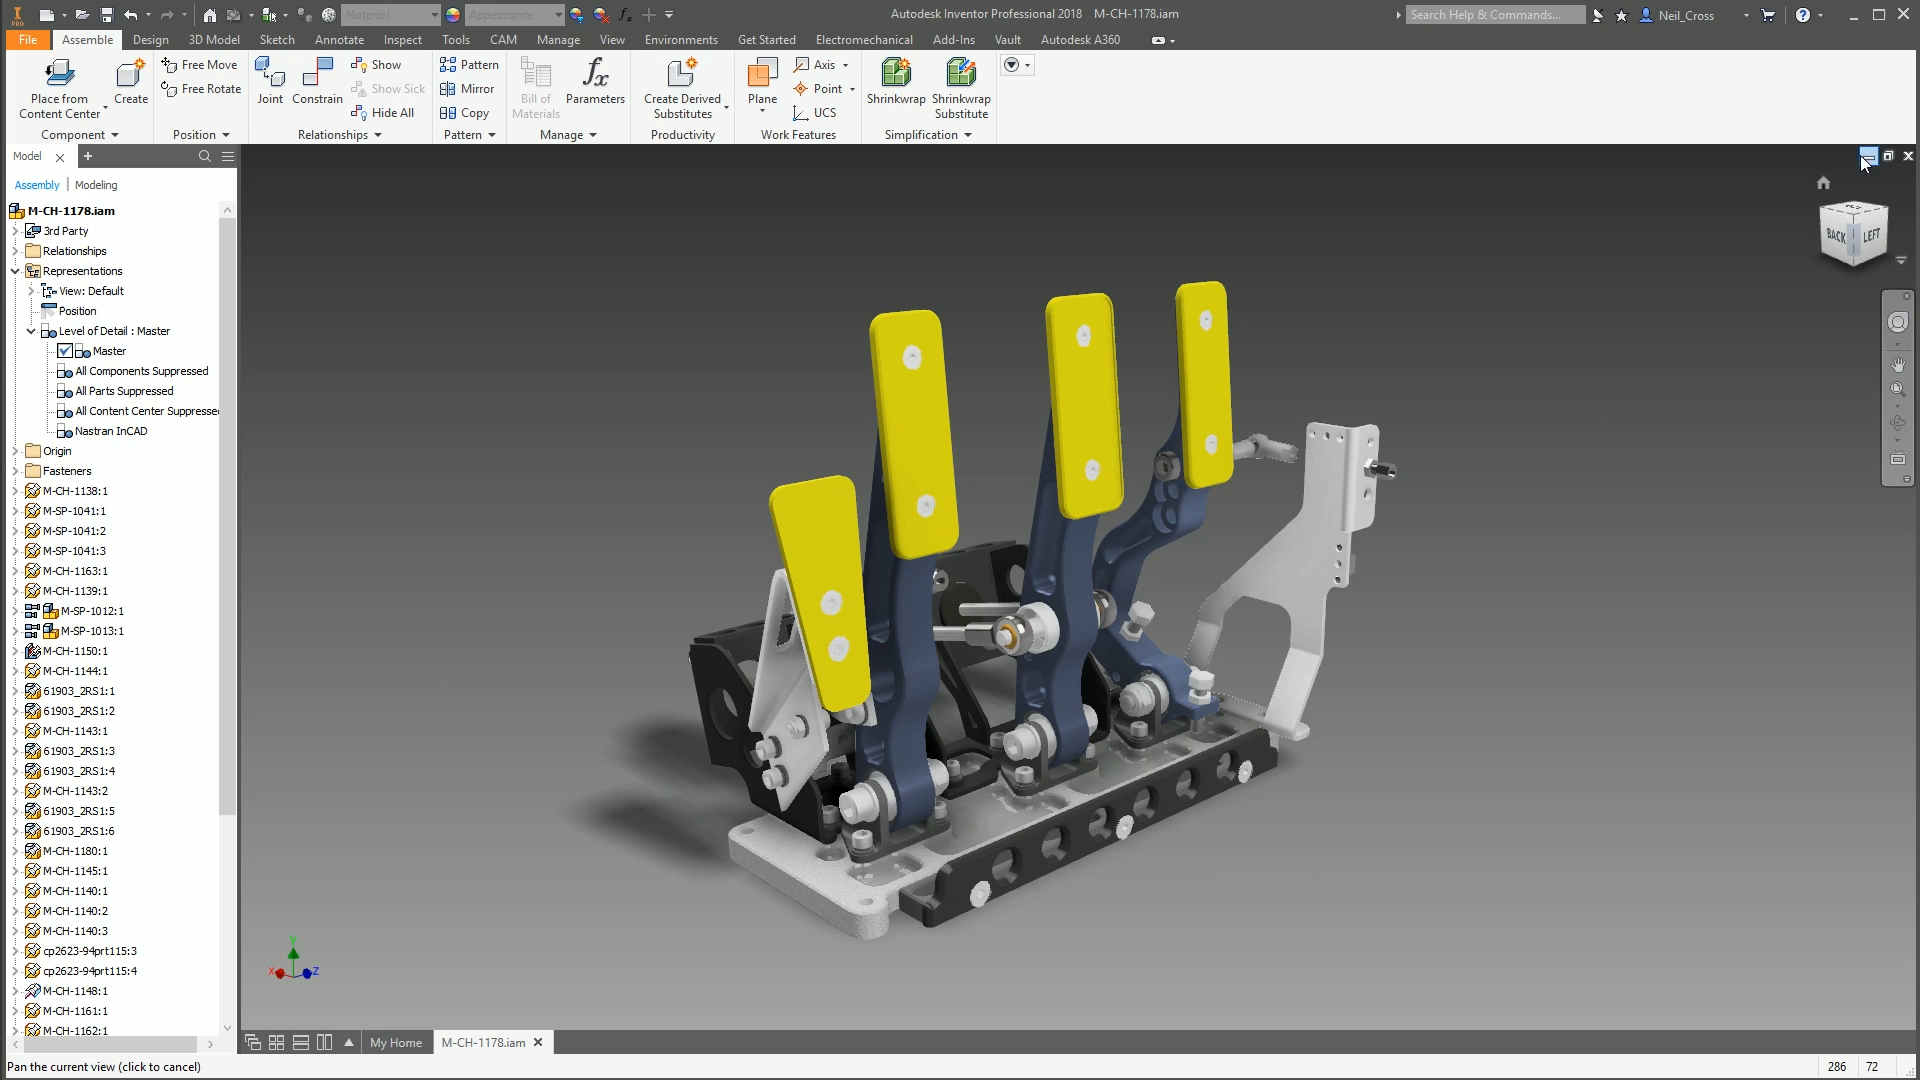 PRO
Material
Appearance
Autodesk Inventor Professional 2018 M-CH-1178.iam
Search Help & Commands...
Neil_Cross
File Assemble Design 3D Model Sketch Annotate Inspect Tools CAM Manage View Environments Get Started Electromechanical Add-Ins Vault Autodesk A360
Place from Content Center
Create
Free Move
Free Rotate
Joint
Constrain
Show
Show Sick
Hide All
Pattern
Mirror
Copy
Bill of Materials
fx
Parameters
Create Derived Substitutes
Plane
Axis
Point
UCS
Shrinkwrap
Shrinkwrap Substitute
Component Position Relationships Pattern Manage Productivity Work Features Simplification
Model
Assembly | Modeling
M-CH-1178.iam
3rd Party
Relationships
Representations
View: Default
Position
Level of Detail : Master
Master
All Components Suppressed
All Parts Suppressed
All Content Center Suppresse
Nastran InCAD
Origin
Fasteners
M-CH-1138:1
M-SP-1041:1
M-SP-1041:2
M-SP-1041:3
M-CH-1163:1
M-CH-1139:1
M-SP-1012:1
M-SP-1013:1
M-CH-1150:1
M-CH-1144:1
61903_2RS1:1
61903_2RS1:2
M-CH-1143:1
61903_2RS1:3
61903_2RS1:4
M-CH-1143:2
61903_2RS1:5
61903_2RS1:6
M-CH-1180:1
M-CH-1145:1
M-CH-1140:1
M-CH-1140:2
M-CH-1140:3
cp2623-94prt115:3
cp2623-94prt115:4
M-CH-1148:1
M-CH-1161:1
M-CH-1162:1
BACK LEFT
Y
X Z
My Home
M-CH-1178.iam
Pan the current view (click to cancel)
286 72